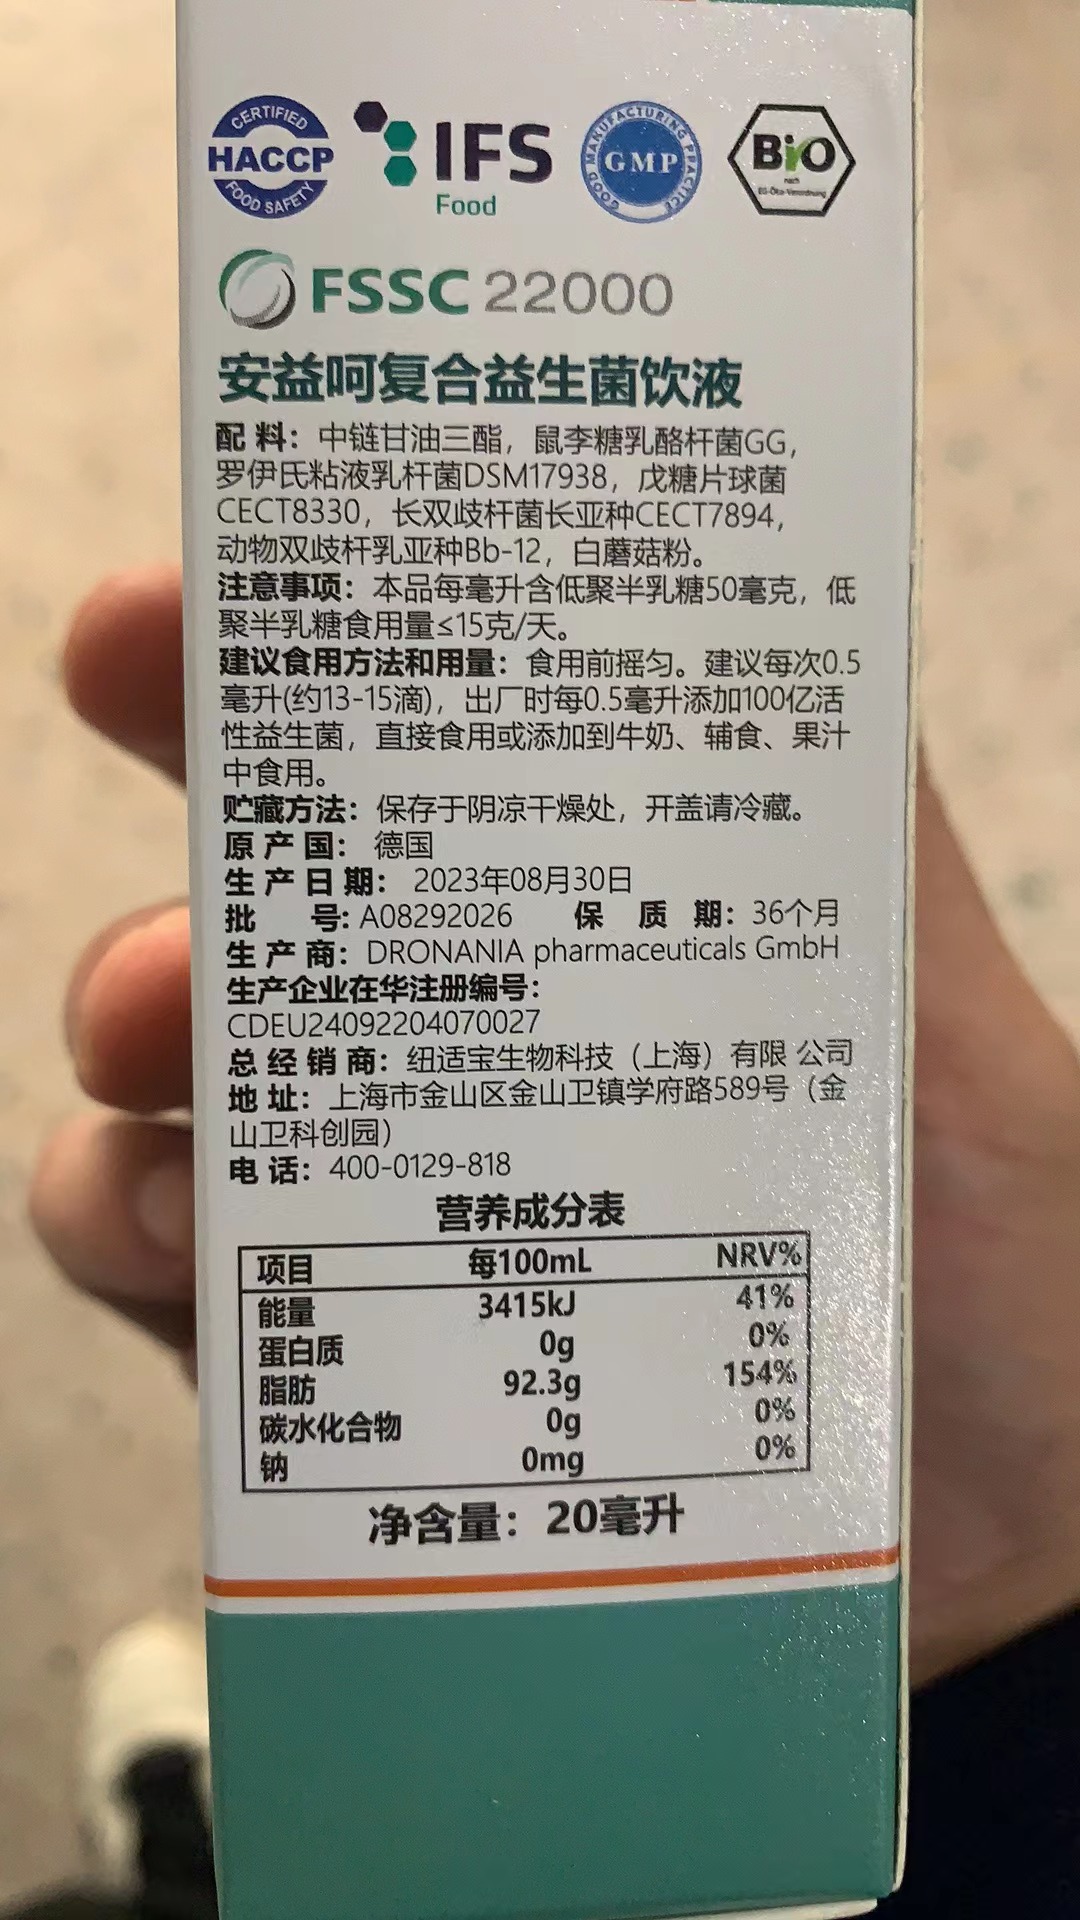 CERTIFIED
HACCP
FOOD SAFETY
IFS
Food
GOOD MANUFACTURING PRACTICE
GMP
Bio
nach
EG-Öko-Verordnung
FSSC 22000
安益呵复合益生菌饮液
配 料：中链甘油三酯，鼠李糖乳酪杆菌GG，
罗伊氏粘液乳杆菌DSM17938，戊糖片球菌
CECT8330，长双歧杆菌长亚种CECT7894，
动物双歧杆乳亚种Bb-12，白蘑菇粉。
注意事项：本品每毫升含低聚半乳糖50毫克，低
聚半乳糖食用量≤15克/天。
建议食用方法和用量：食用前摇匀。建议每次0.5
毫升(约13-15滴)，出厂时每0.5毫升添加100亿活
性益生菌，直接食用或添加到牛奶、辅食、果汁
中食用。
贮藏方法：保存于阴凉干燥处，开盖请冷藏。
原 产 国： 德国
生 产 日 期： 2023年08月30日
批 号: A08292026 保 质 期：36个月
生 产 商：DRONANIA pharmaceuticals GmbH
生产企业在华注册编号：
CDEU24092204070027
总 经 销 商：纽适宝生物科技（上海）有限 公司
地 址：上海市金山区金山卫镇学府路589号（金
山卫科创园）
电 话：400-0129-818
营养成分表
项目 每100mL NRV%
能量 3415kJ 41%
蛋白质 0g 0%
脂肪 92.3g 154%
碳水化合物 0g 0%
钠 0mg 0%
净含量：20毫升